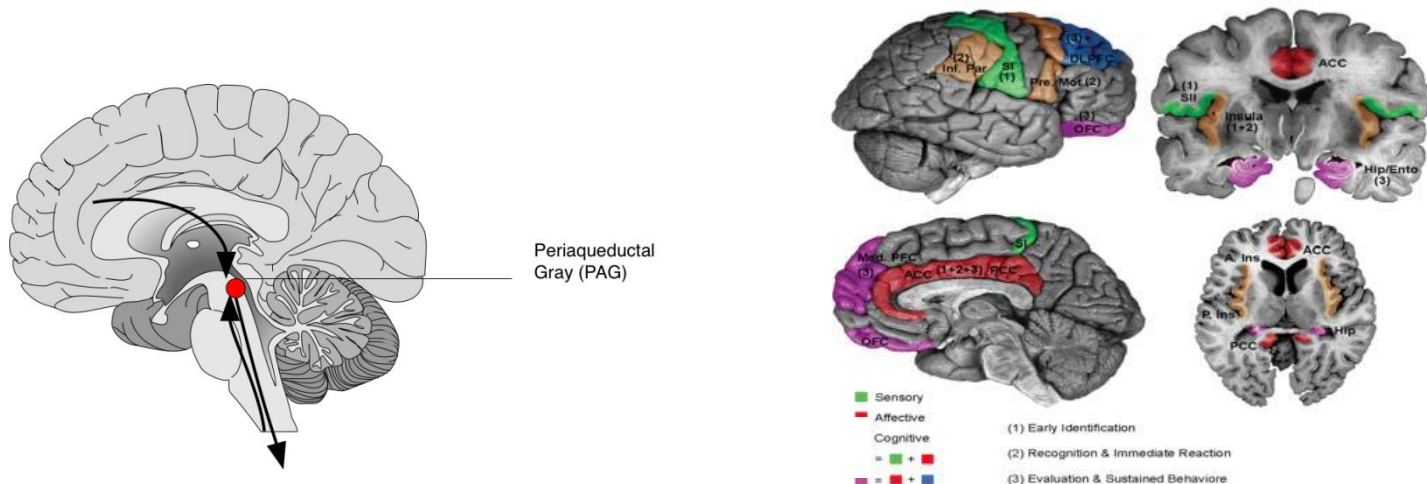 Periaqueductal
Gray (PAG)
(3)
DLPFC
(2)
Inf. Par
SI
(1)
Pre. Mot (2)
(3)
OFC
ACC
(1)
SII
Insula
(1+2)
Hip/Ento
(3)
Med. PFC
(3)
SI
ACC (1+2+3) /PCC
OFC
ACC
A. Ins
P. Ins
Hip
PCC
Sensory
Affective
Cognitive
= +
= +
(1) Early Identification
(2) Recognition & Immediate Reaction
(3) Evaluation & Sustained Behaviore